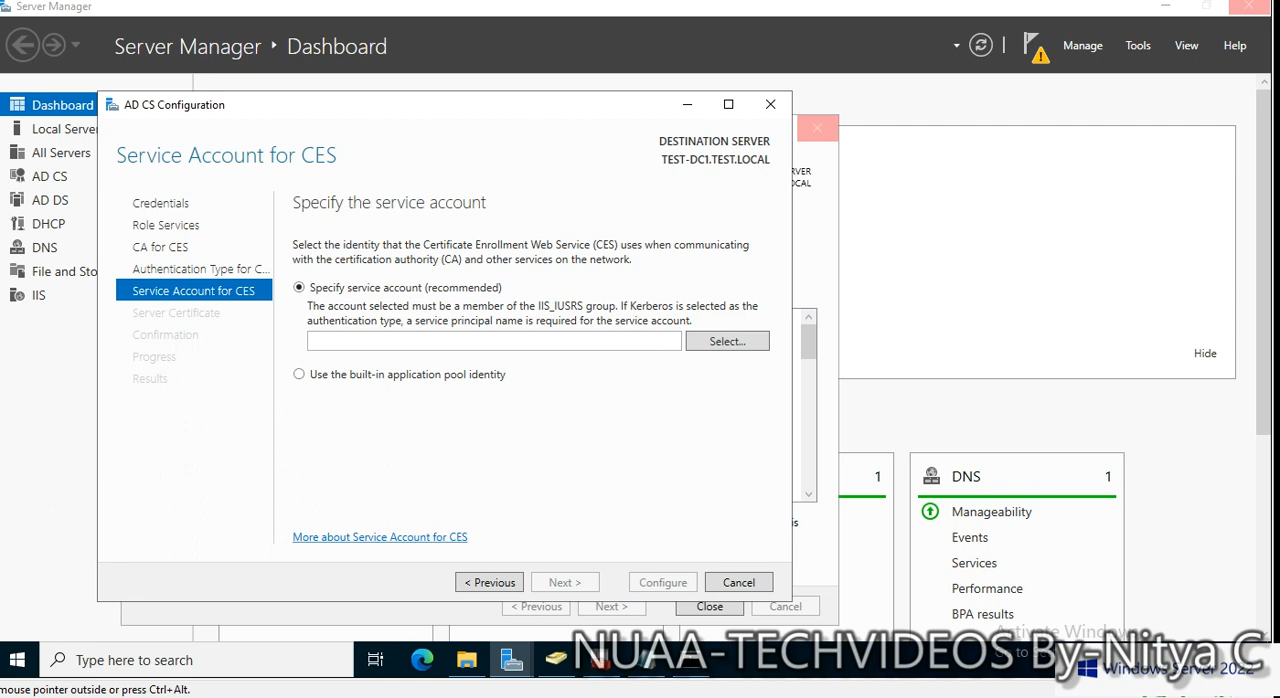 Server Manager
Server Manager ‣ Dashboard
Manage
Tools
View
Help
Dashboard
Local Server
All Servers
AD CS
AD DS
DHCP
DNS
File and Sto
IIS
AD CS Configuration
Service Account for CES
DESTINATION SERVER
TEST-DC1.TEST.LOCAL
Credentials
Role Services
CA for CES
Authentication Type for C...
Service Account for CES
Server Certificate
Confirmation
Progress
Results
Specify the service account
Select the identity that the Certificate Enrollment Web Service (CES) uses when communicating
with the certification authority (CA) and other services on the network.
Specify service account (recommended)
The account selected must be a member of the IIS_IUSRS group. If Kerberos is selected as the
authentication type, a service principal name is required for the service account.
Select...
Use the built-in application pool identity
More about Service Account for CES
< Previous
Next >
Configure
Cancel
RVER
OCAL
is
< Previous
Next >
Close
Cancel
Hide
1
DNS
1
Manageability
Events
Services
Performance
BPA results
Activate Windows
Go to Se
Type here to search
NUAA-TECHVIDEOS By-Nitya C
Windows Server 2022
mouse pointer outside or press Ctrl+Alt.